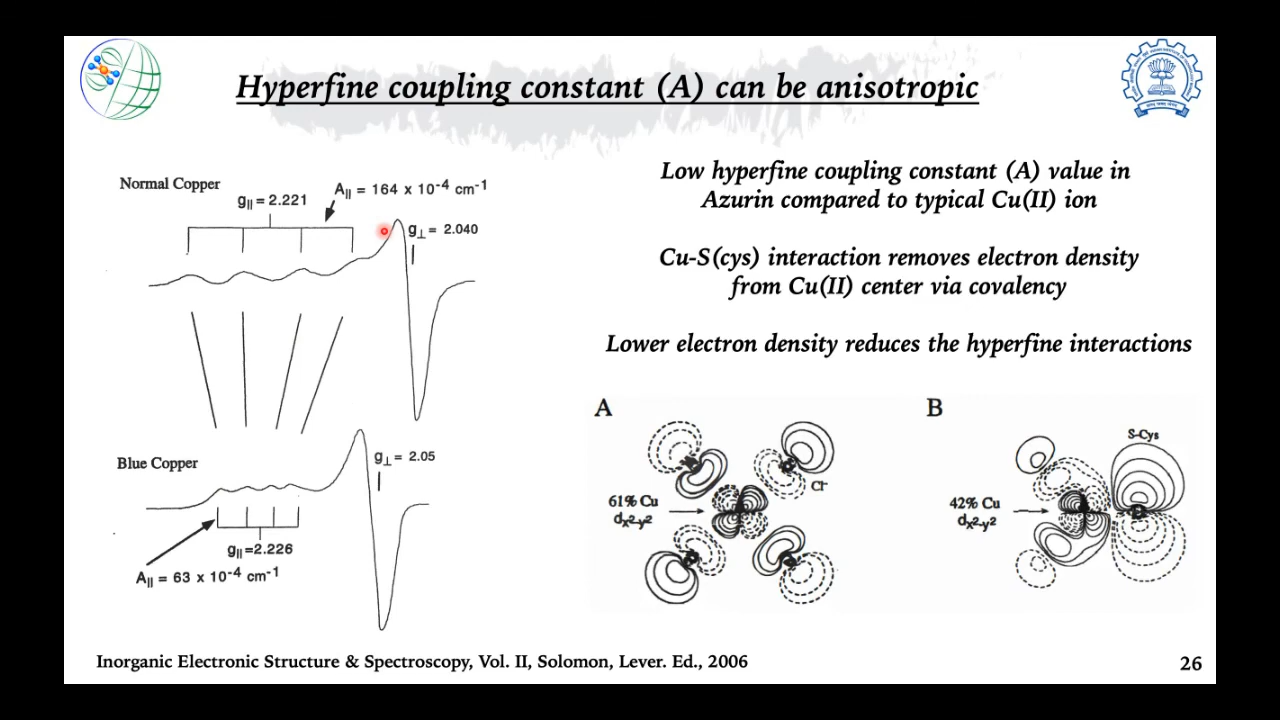 Hyperfine coupling constant (A) can be anisotropic
Normal Copper
g|| = 2.221
A|| = 164 x 10-4 cm-1
g⊥ = 2.040
Blue Copper
g⊥ = 2.05
g|| =2.226
A|| = 63 x 10-4 cm-1
Low hyperfine coupling constant (A) value in
Azurin compared to typical Cu(II) ion
Cu-S(cys) interaction removes electron density
from Cu(II) center via covalency
Lower electron density reduces the hyperfine interactions
A
61% Cu
dx2-y2
Cl-
B
S-Cys
42% Cu
dx2-y2
Inorganic Electronic Structure & Spectroscopy, Vol. II, Solomon, Lever. Ed., 2006
26